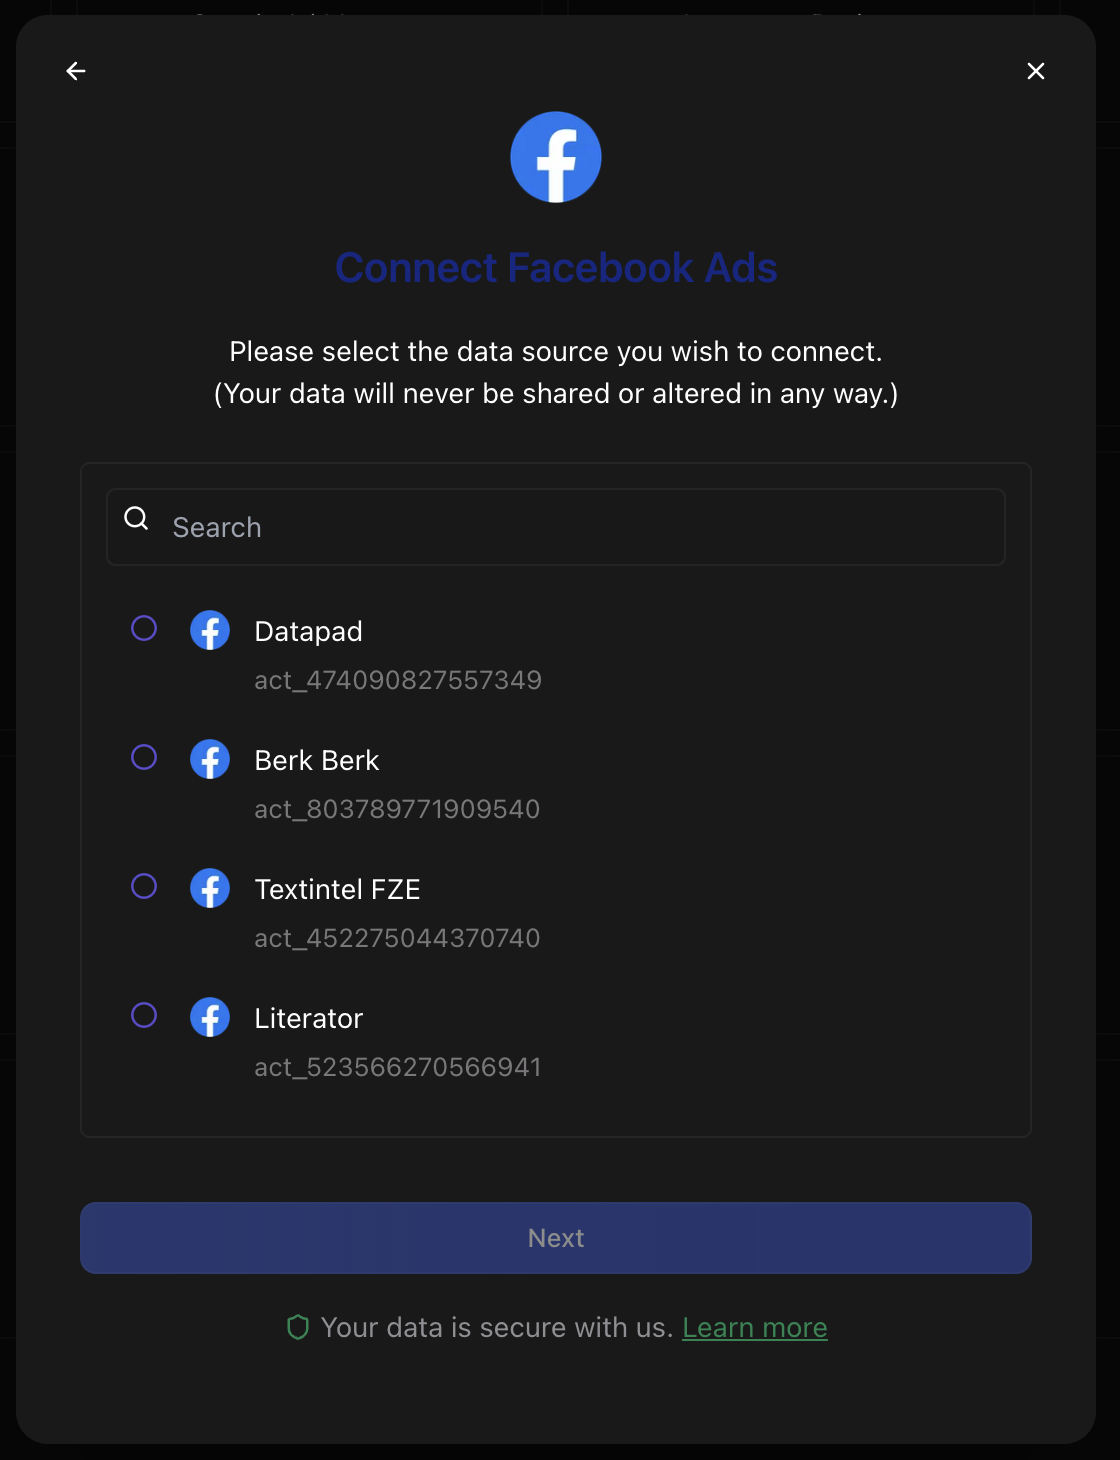 Connect Facebook Ads
Please select the data source you wish to connect.
(Your data will never be shared or altered in any way.)
Search
Datapad
act_474090827557349
Berk Berk
act_803789771909540
Textintel FZE
act_452275044370740
Literator
act_523566270566941
Next
Your data is secure with us. Learn more